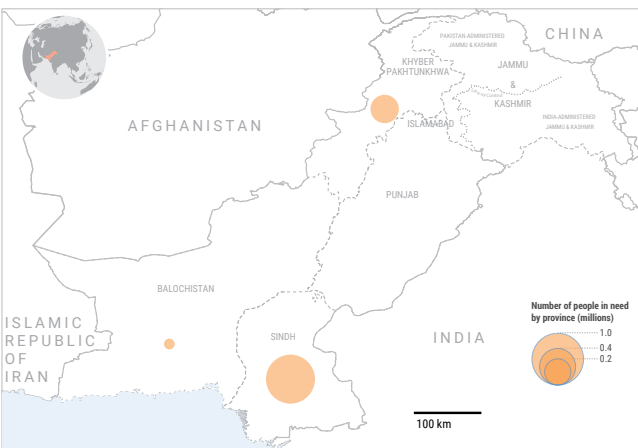 CHINA
PAKISTAN ADMINISTERED
JAMMU & KASHMIR
KHYBER
PAKHTUNKHWA
JAMMU
&
KASHMIR
AFGHANISTAN
ISLAMABAD
INDIA-ADMINISTERED
JAMMU & KASHMIR
PUNJAB
BALOCHISTAN
ISLAMIC
REPUBLIC
OF
IRAN
SINDH
INDIA
Number of people in need
by province (millions)
1.0
0.4
0.2
100 km